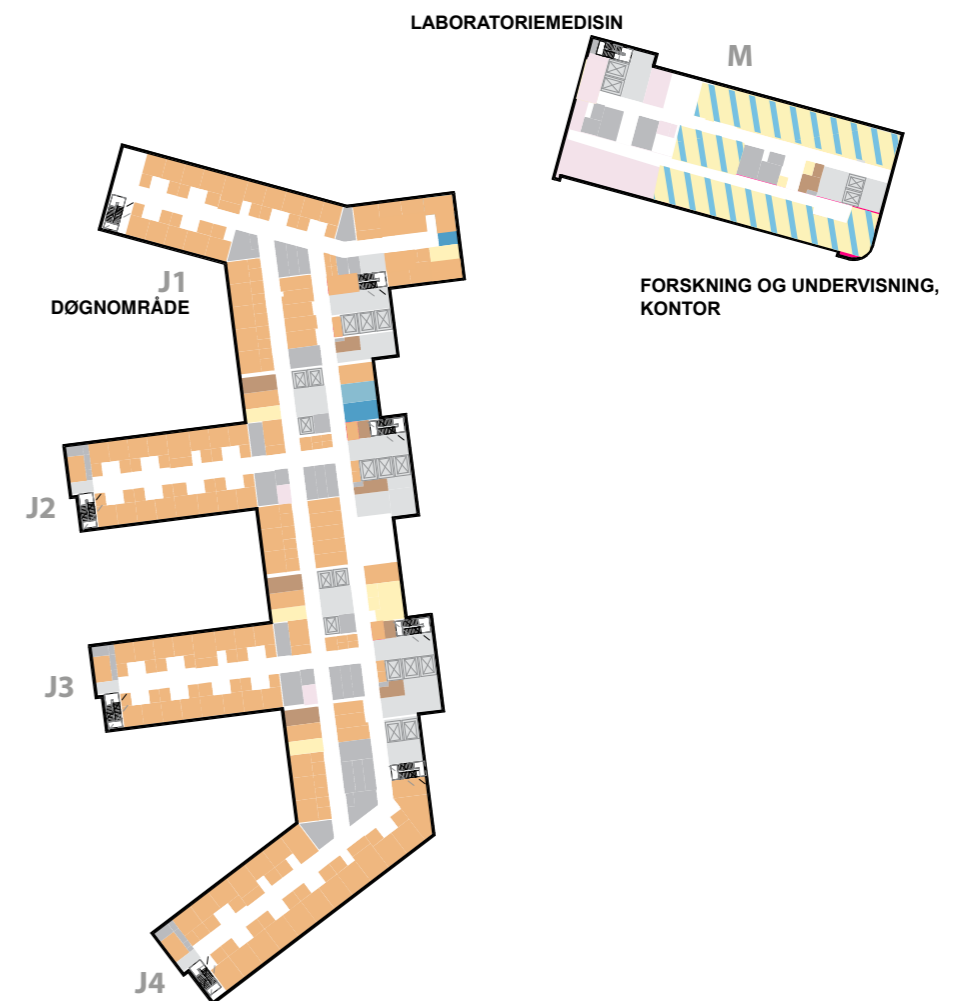 LABORATORIEMEDISIN
M
J1
DØGNOMRÅDE
FORSKNING OG UNDERVISNING,
KONTOR
J2
J3
J4